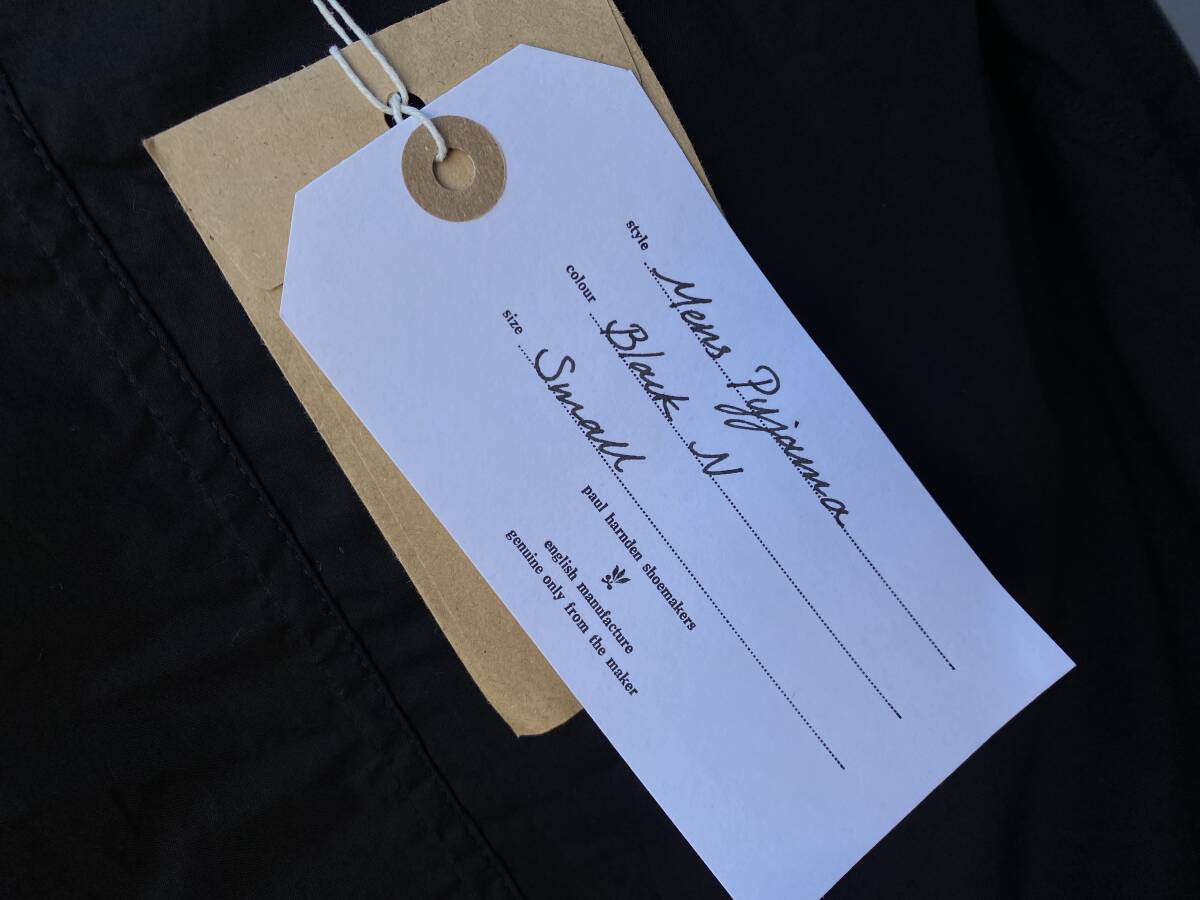 style Mens Pyjama
colour Black N
size Small
paul harnden shoemakers
english manufacture
genuine only from the maker